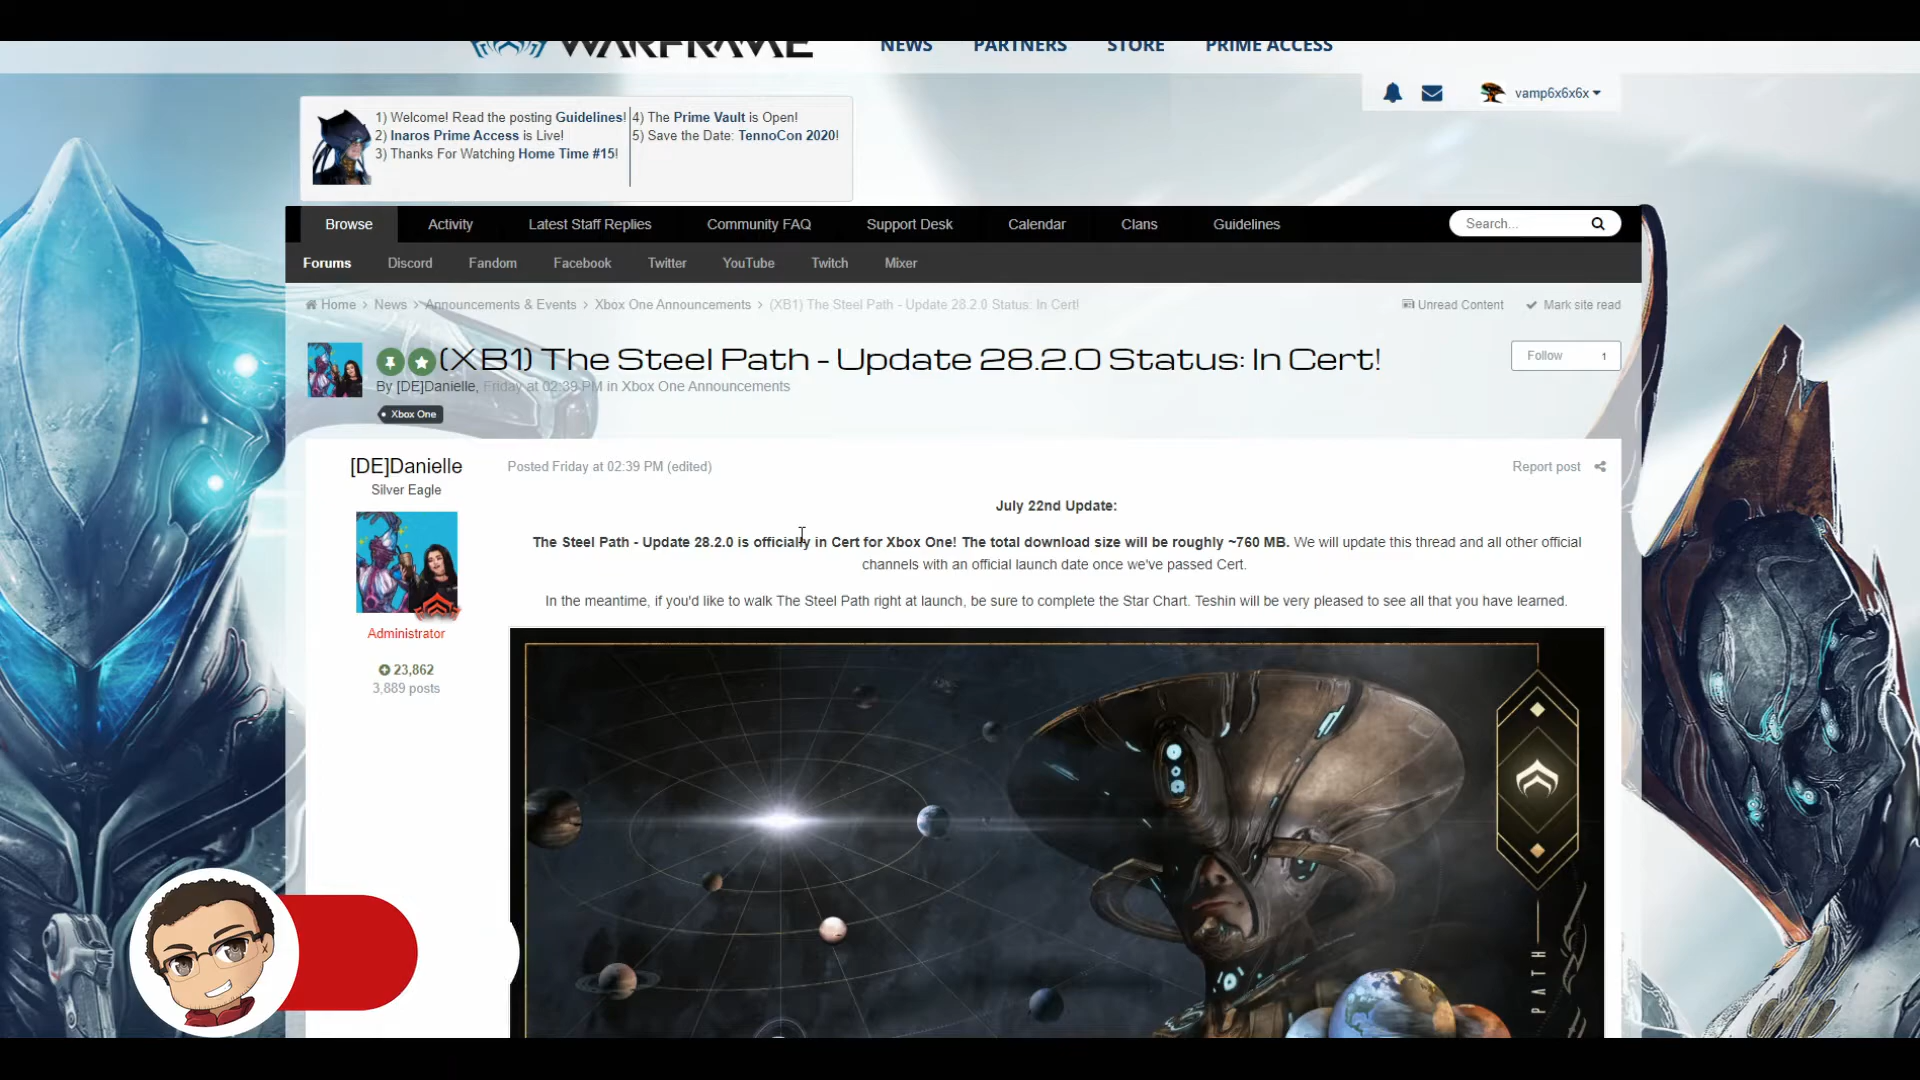 WARFRAME
NEWS PARTNERS STORE PRIME ACCESS
vamp6x6x6x
1) Welcome! Read the posting Guidelines!
2) Inaros Prime Access is Live!
3) Thanks For Watching Home Time #15!
4) The Prime Vault is Open!
5) Save the Date: TennoCon 2020!
Browse Activity Latest Staff Replies Community FAQ Support Desk Calendar Clans Guidelines Search...
Forums Discord Fandom Facebook Twitter YouTube Twitch Mixer
Home > News > Announcements & Events > Xbox One Announcements > (XB1) The Steel Path - Update 28.2.0 Status: In Cert! Unread Content Mark site read
(XB1) The Steel Path - Update 28.2.0 Status: In Cert!
Follow 1
By [DE]Danielle, Friday at 02:39 PM in Xbox One Announcements
Xbox One
[DE]Danielle
Silver Eagle
Administrator
23,862
3,889 posts
Posted Friday at 02:39 PM (edited) Report post
July 22nd Update:
The Steel Path - Update 28.2.0 is officially in Cert for Xbox One! The total download size will be roughly ~760 MB. We will update this thread and all other official
channels with an official launch date once we've passed Cert.
In the meantime, if you'd like to walk The Steel Path right at launch, be sure to complete the Star Chart. Teshin will be very pleased to see all that you have learned.
PATH